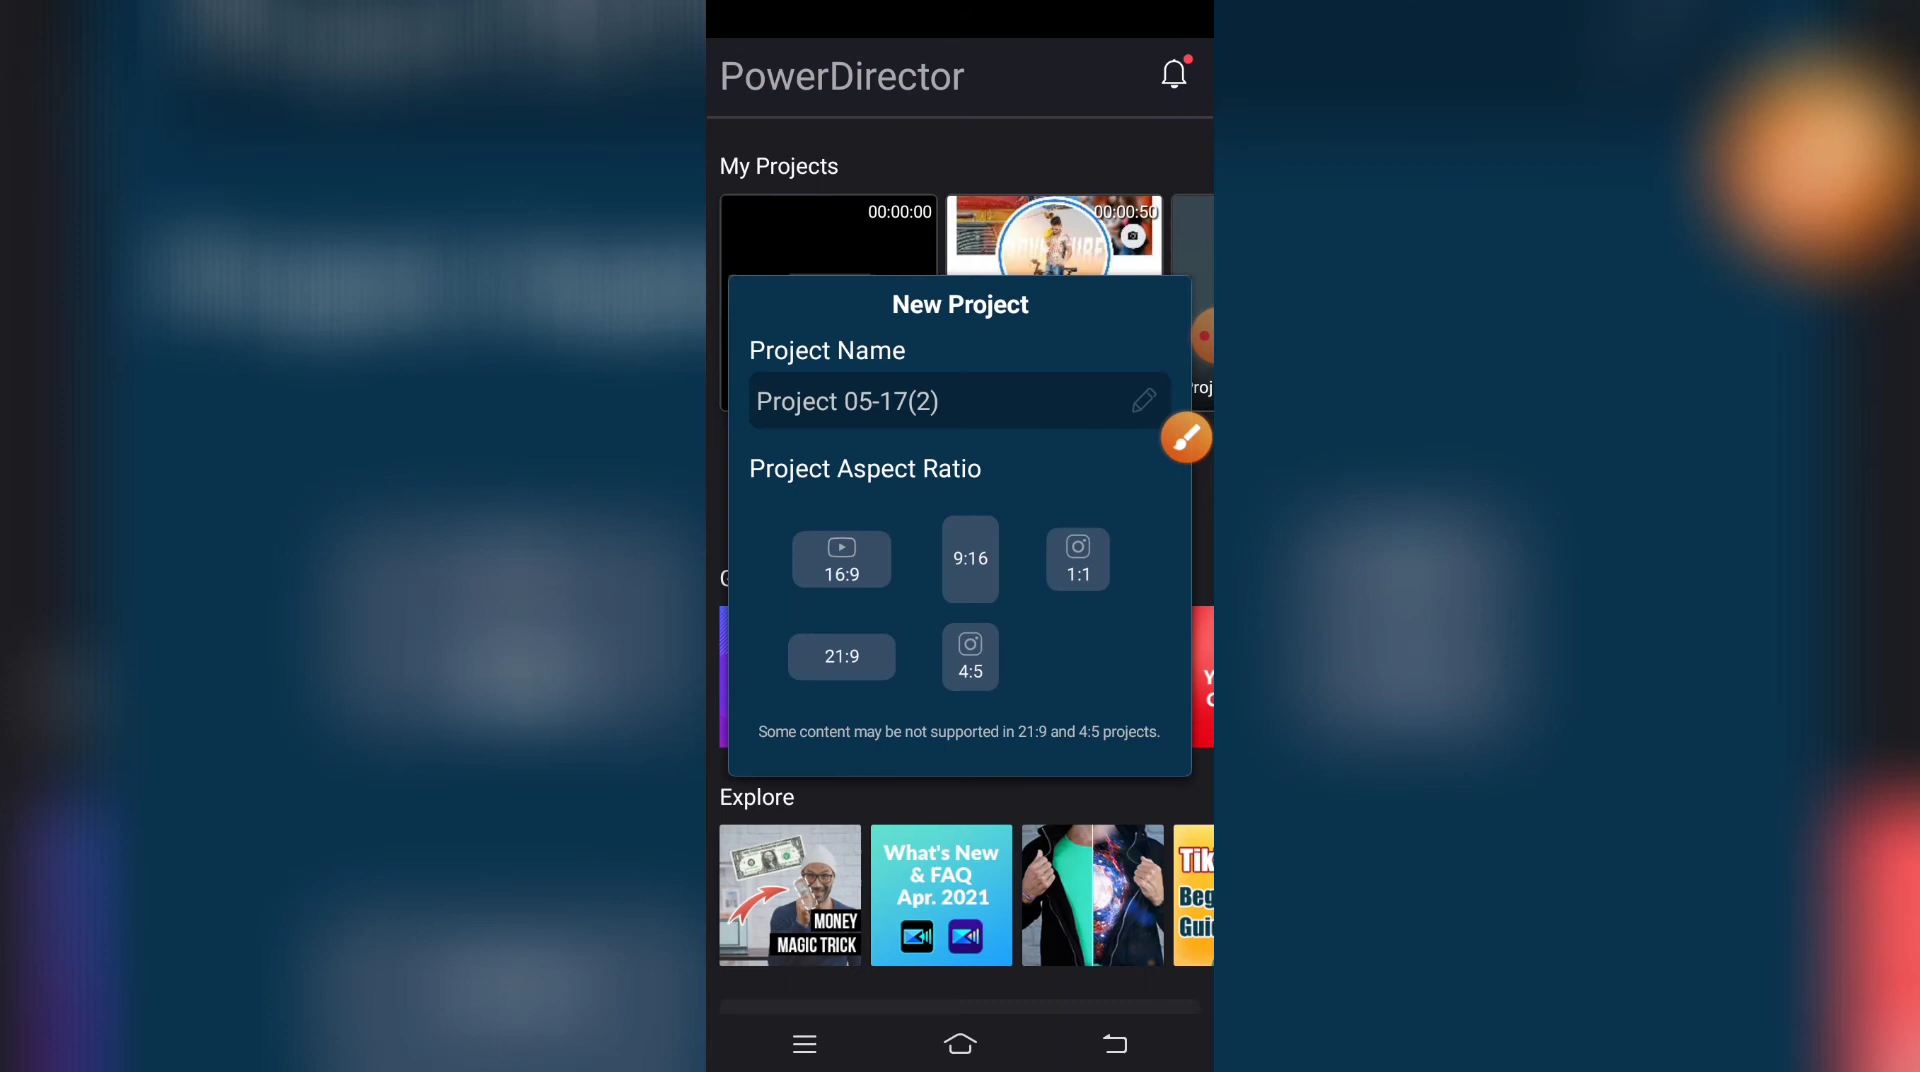 PowerDirector
My Projects
00:00:00
00:00:50
New Project
Project Name
Project 05-17(2)
Project Aspect Ratio
16:9
9:16
1:1
21:9
4:5
Some content may be not supported in 21:9 and 4:5 projects.
Explore
MONEY
MAGIC TRICK
What's New
& FAQ
Apr. 2021